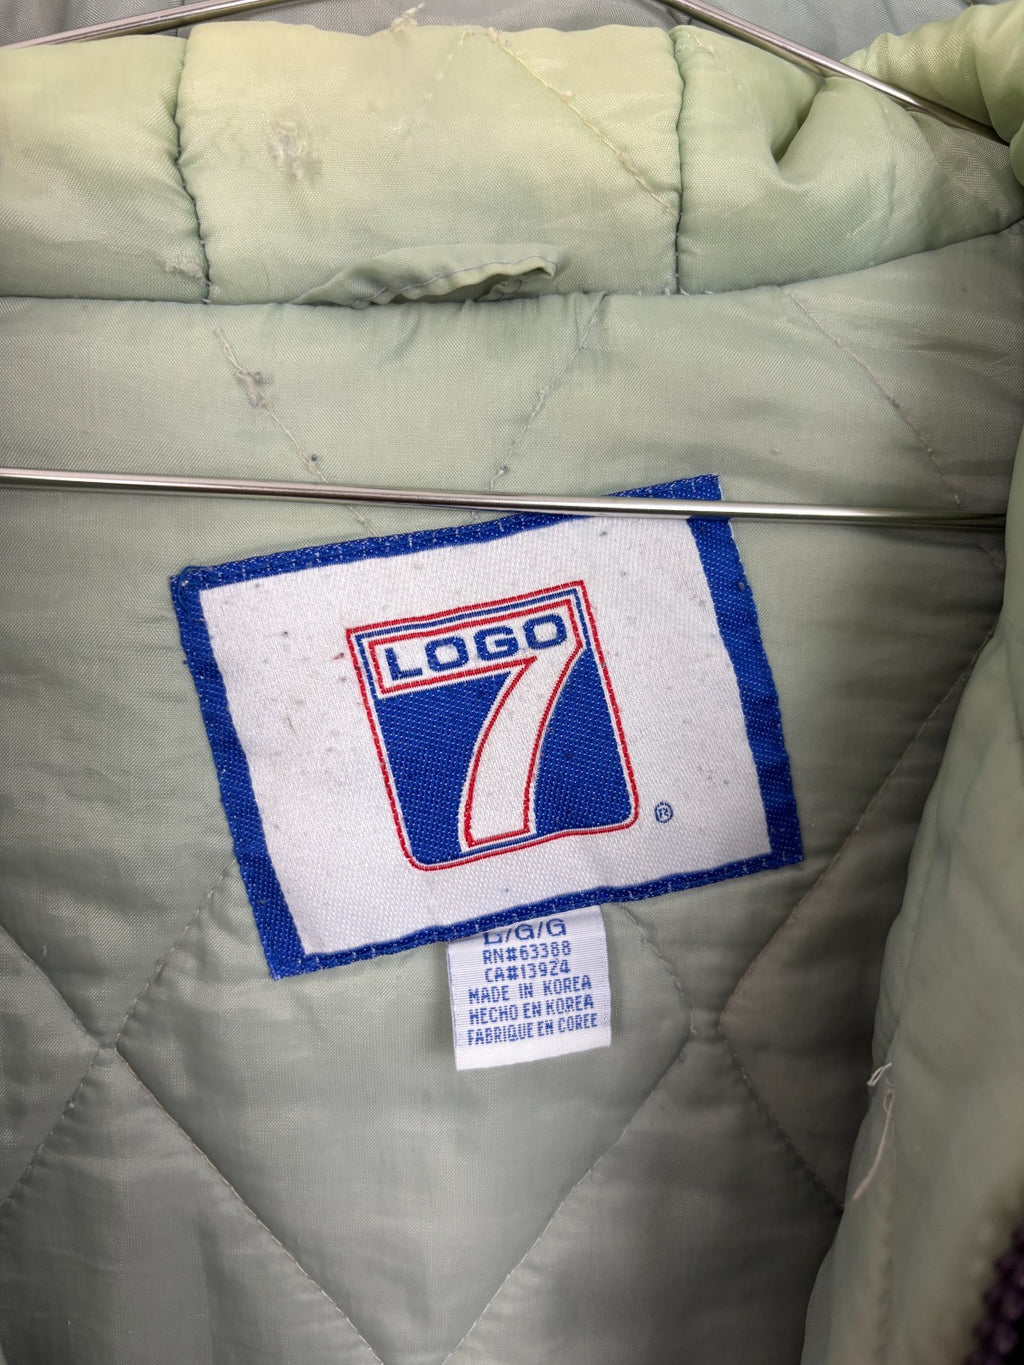 LOGO
7
®
L/G/G
RN#63388
CA#13924
MADE IN KOREA
HECHO EN KOREA
FABRIQUE EN COREE